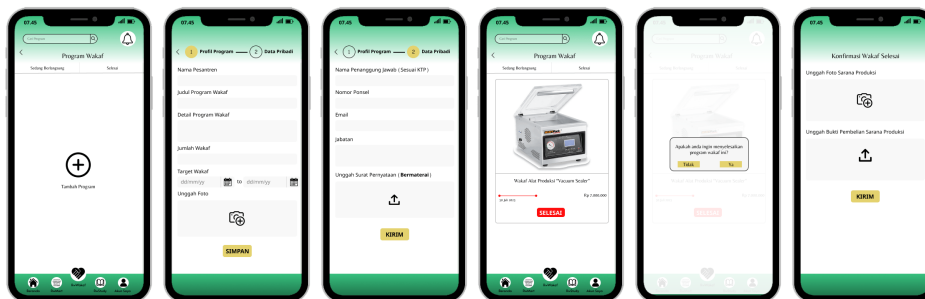 07.45
Program Wakaf
Sedang Berlangsung
Selesai
Tambah Program
07.45
1 Profil Program
2 Data Pribadi
Nama Pesantren
Judul Program Wakaf
Detail Program Wakaf
Jumlah Wakaf
Target Wakaf
dd/mm/yy to dd/mm/yy
Unggah Foto
SIMPAN
07.45
1 Profil Program
2 Data Pribadi
Nama Penanggung Jawab ( Sesuai KTP )
Nomor Ponsel
Email
Jabatan
Unggah Surat Pernyataan ( Bermaterai )
KIRIM
07.45
Program Wakaf
Sedang Berlangsung
Selesai
Wakaf Alat Produksi "Vacuum Sealer"
Rp 7.000.000
SELESAI
07.45
Program Wakaf
Apakah anda ingin menyelesaikan
program wakaf ini?
Tidak
Ya
SELESAI
07.45
Konfirmasi Wakaf Selesai
Unggah Foto Sarana Produksi
Unggah Bukti Pembelian Sarana Produksi
KIRIM